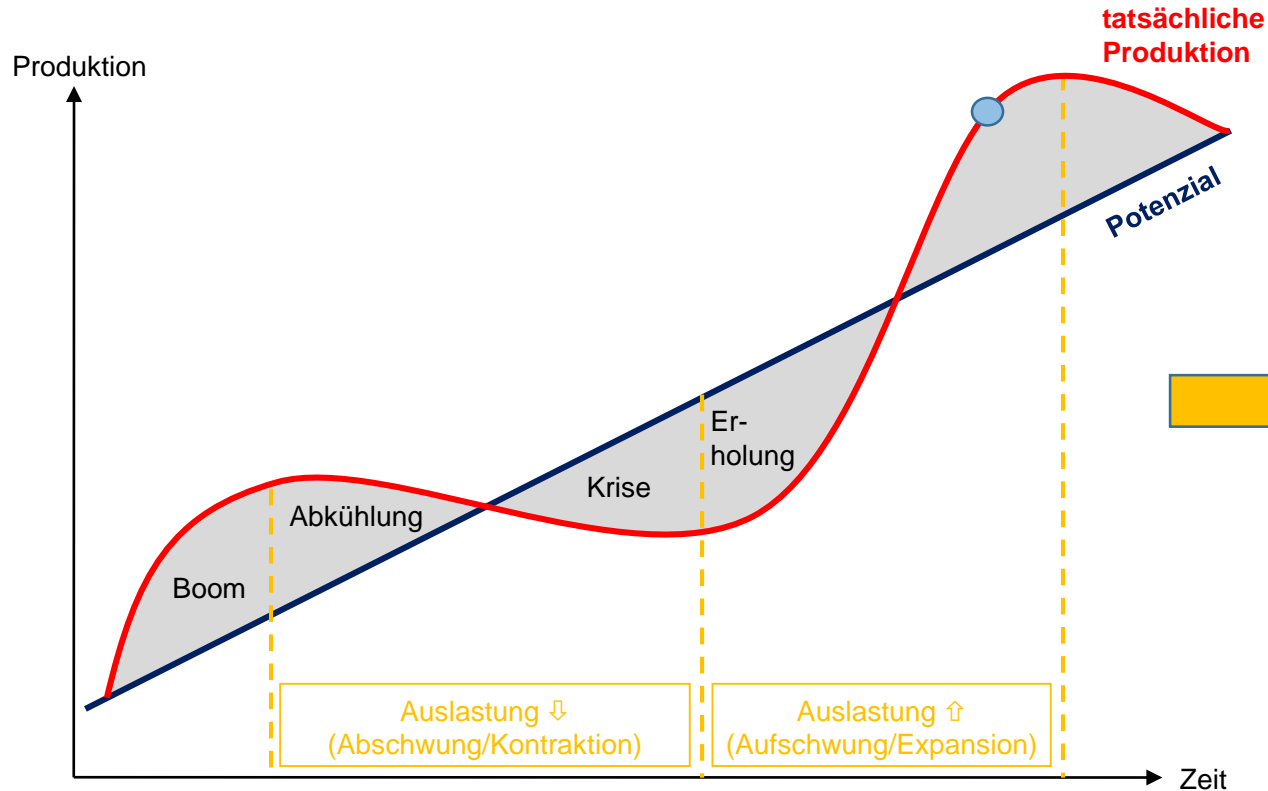 tatsächliche
Produktion
Produktion
Potenzial
Er-
holung
Krise
Abkühlung
Boom
Auslastung ⇩
(Abschwung/Kontraktion)
Auslastung ⇧
(Aufschwung/Expansion)
Zeit